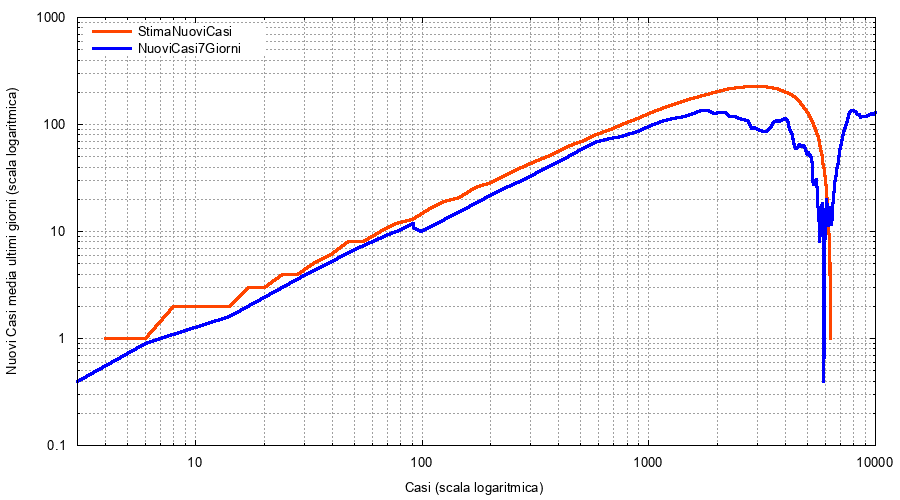 1000
StimaNuoviCasi
NuoviCasi7Giorni
100
10
1
0.1
Nuovi Casi media ultimi giorni (scala logaritmica)
10
100
1000
10000
Casi (scala logaritmica)